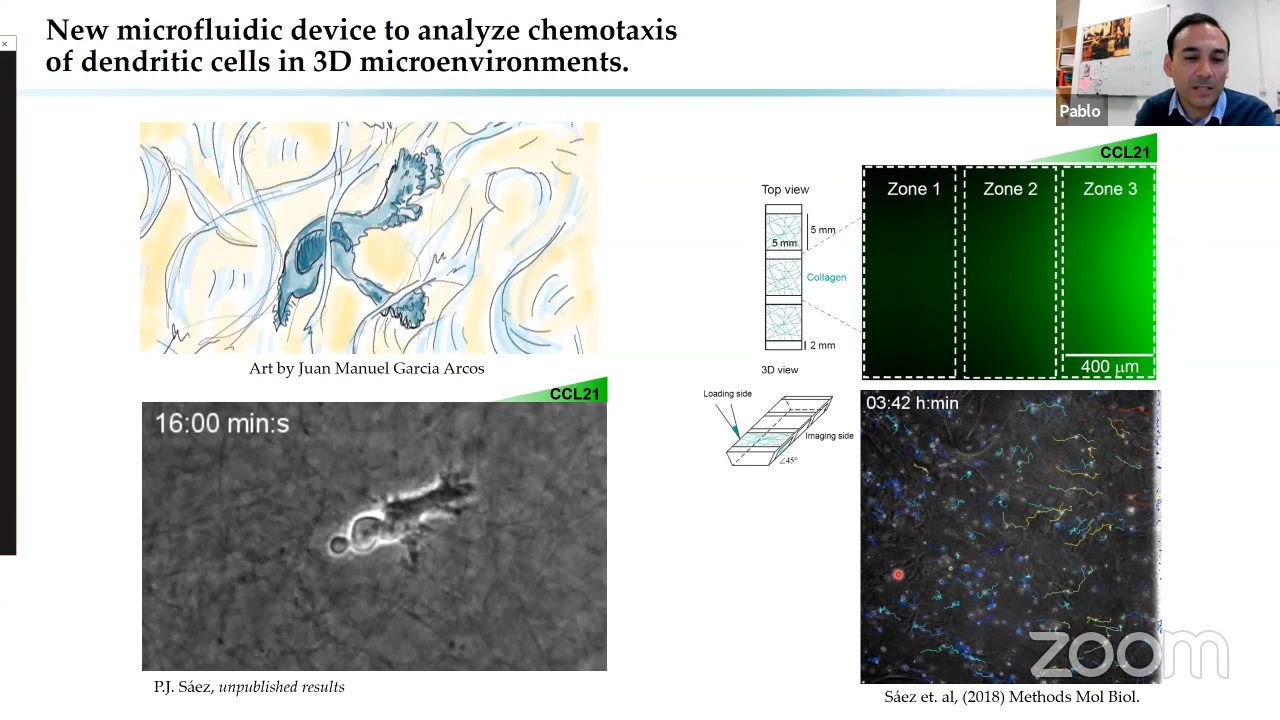 New microfluidic device to analyze chemotaxis
of dendritic cells in 3D microenvironments.
Pablo
Art by Juan Manuel Garcia Arcos
CCL21
16:00 min:s
P.J. Sáez, unpublished results
CCL21
Top view
5 mm
5 mm
Collagen
2 mm
3D view
Zone 1
Zone 2
Zone 3
400 μm
Loading side
Imaging side
∠45°
03:42 h:min
zoom
Sáez et. al, (2018) Methods Mol Biol.